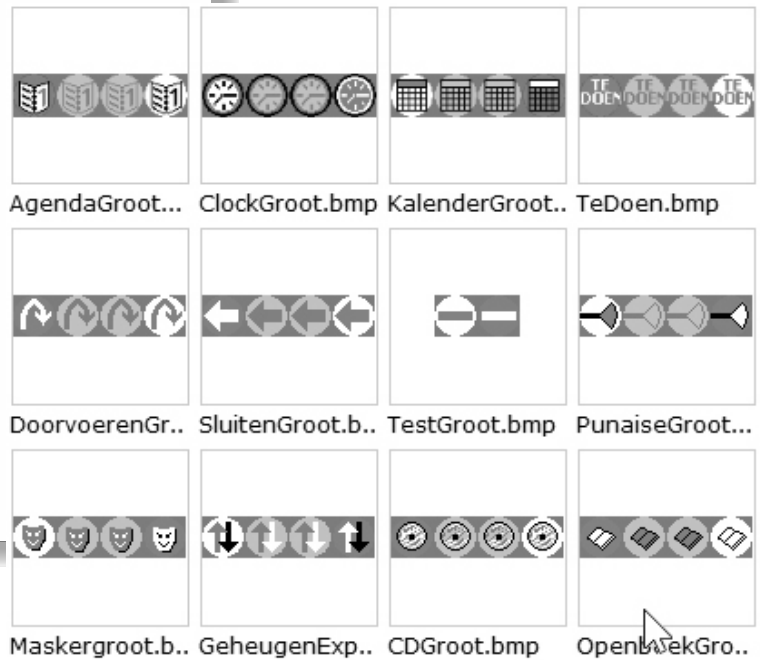 TE DOEN TE DOEN TE DOEN TE DOEN
AgendaGroot... ClockGroot.bmp KalenderGroot.. TeDoen.bmp
DoorvoerenGr.. SluitenGroot.b.. TestGroot.bmp PunaiseGroot...
Maskergroot.b.. GeheugenExp.. CDGroot.bmp